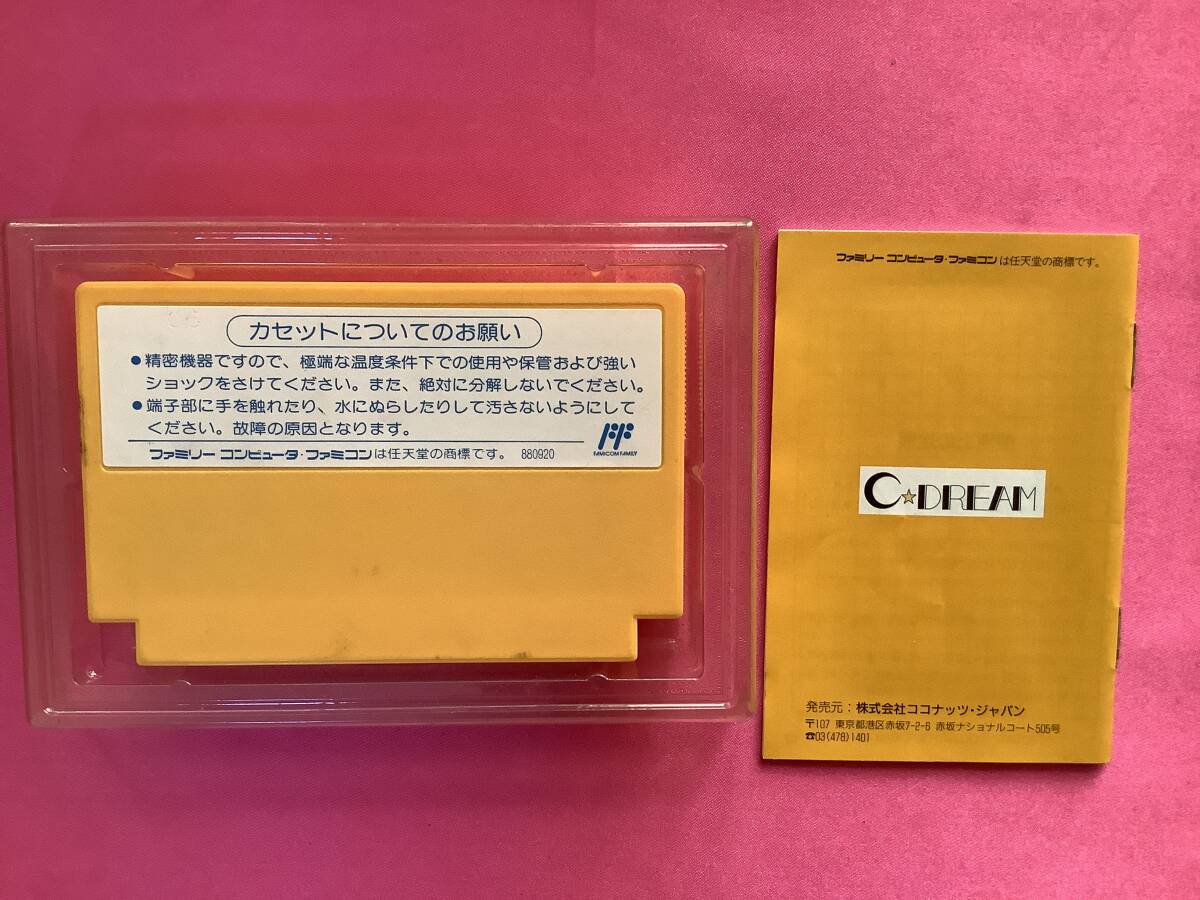 カセットについてのお願い
●精密機器ですので、極端な温度条件下での使用や保管および強い
ショックをさけてください。また、絶対に分解しないでください。
●端子部に手を触れたり、水にぬらしたりして汚さないようにして
ください。故障の原因となります。
ファミリーコンピュータ・ファミコンは任天堂の商標です。 880920
FAMICOM FAMILY
ファミリーコンピュータ・ファミコンは任天堂の商標です。
C☆DREAM
発売元：株式会社ココナッツ・ジャパン
〒107 東京都港区赤坂7-2-6 赤坂ナショナルコート505号
☎03(478)1401